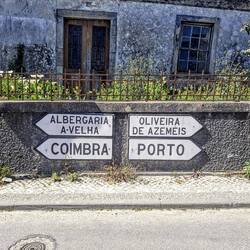 ALBERGARIA
A-VELHA
COIMBRA
OLIVEIRA
DE AZEMEIS
PORTO